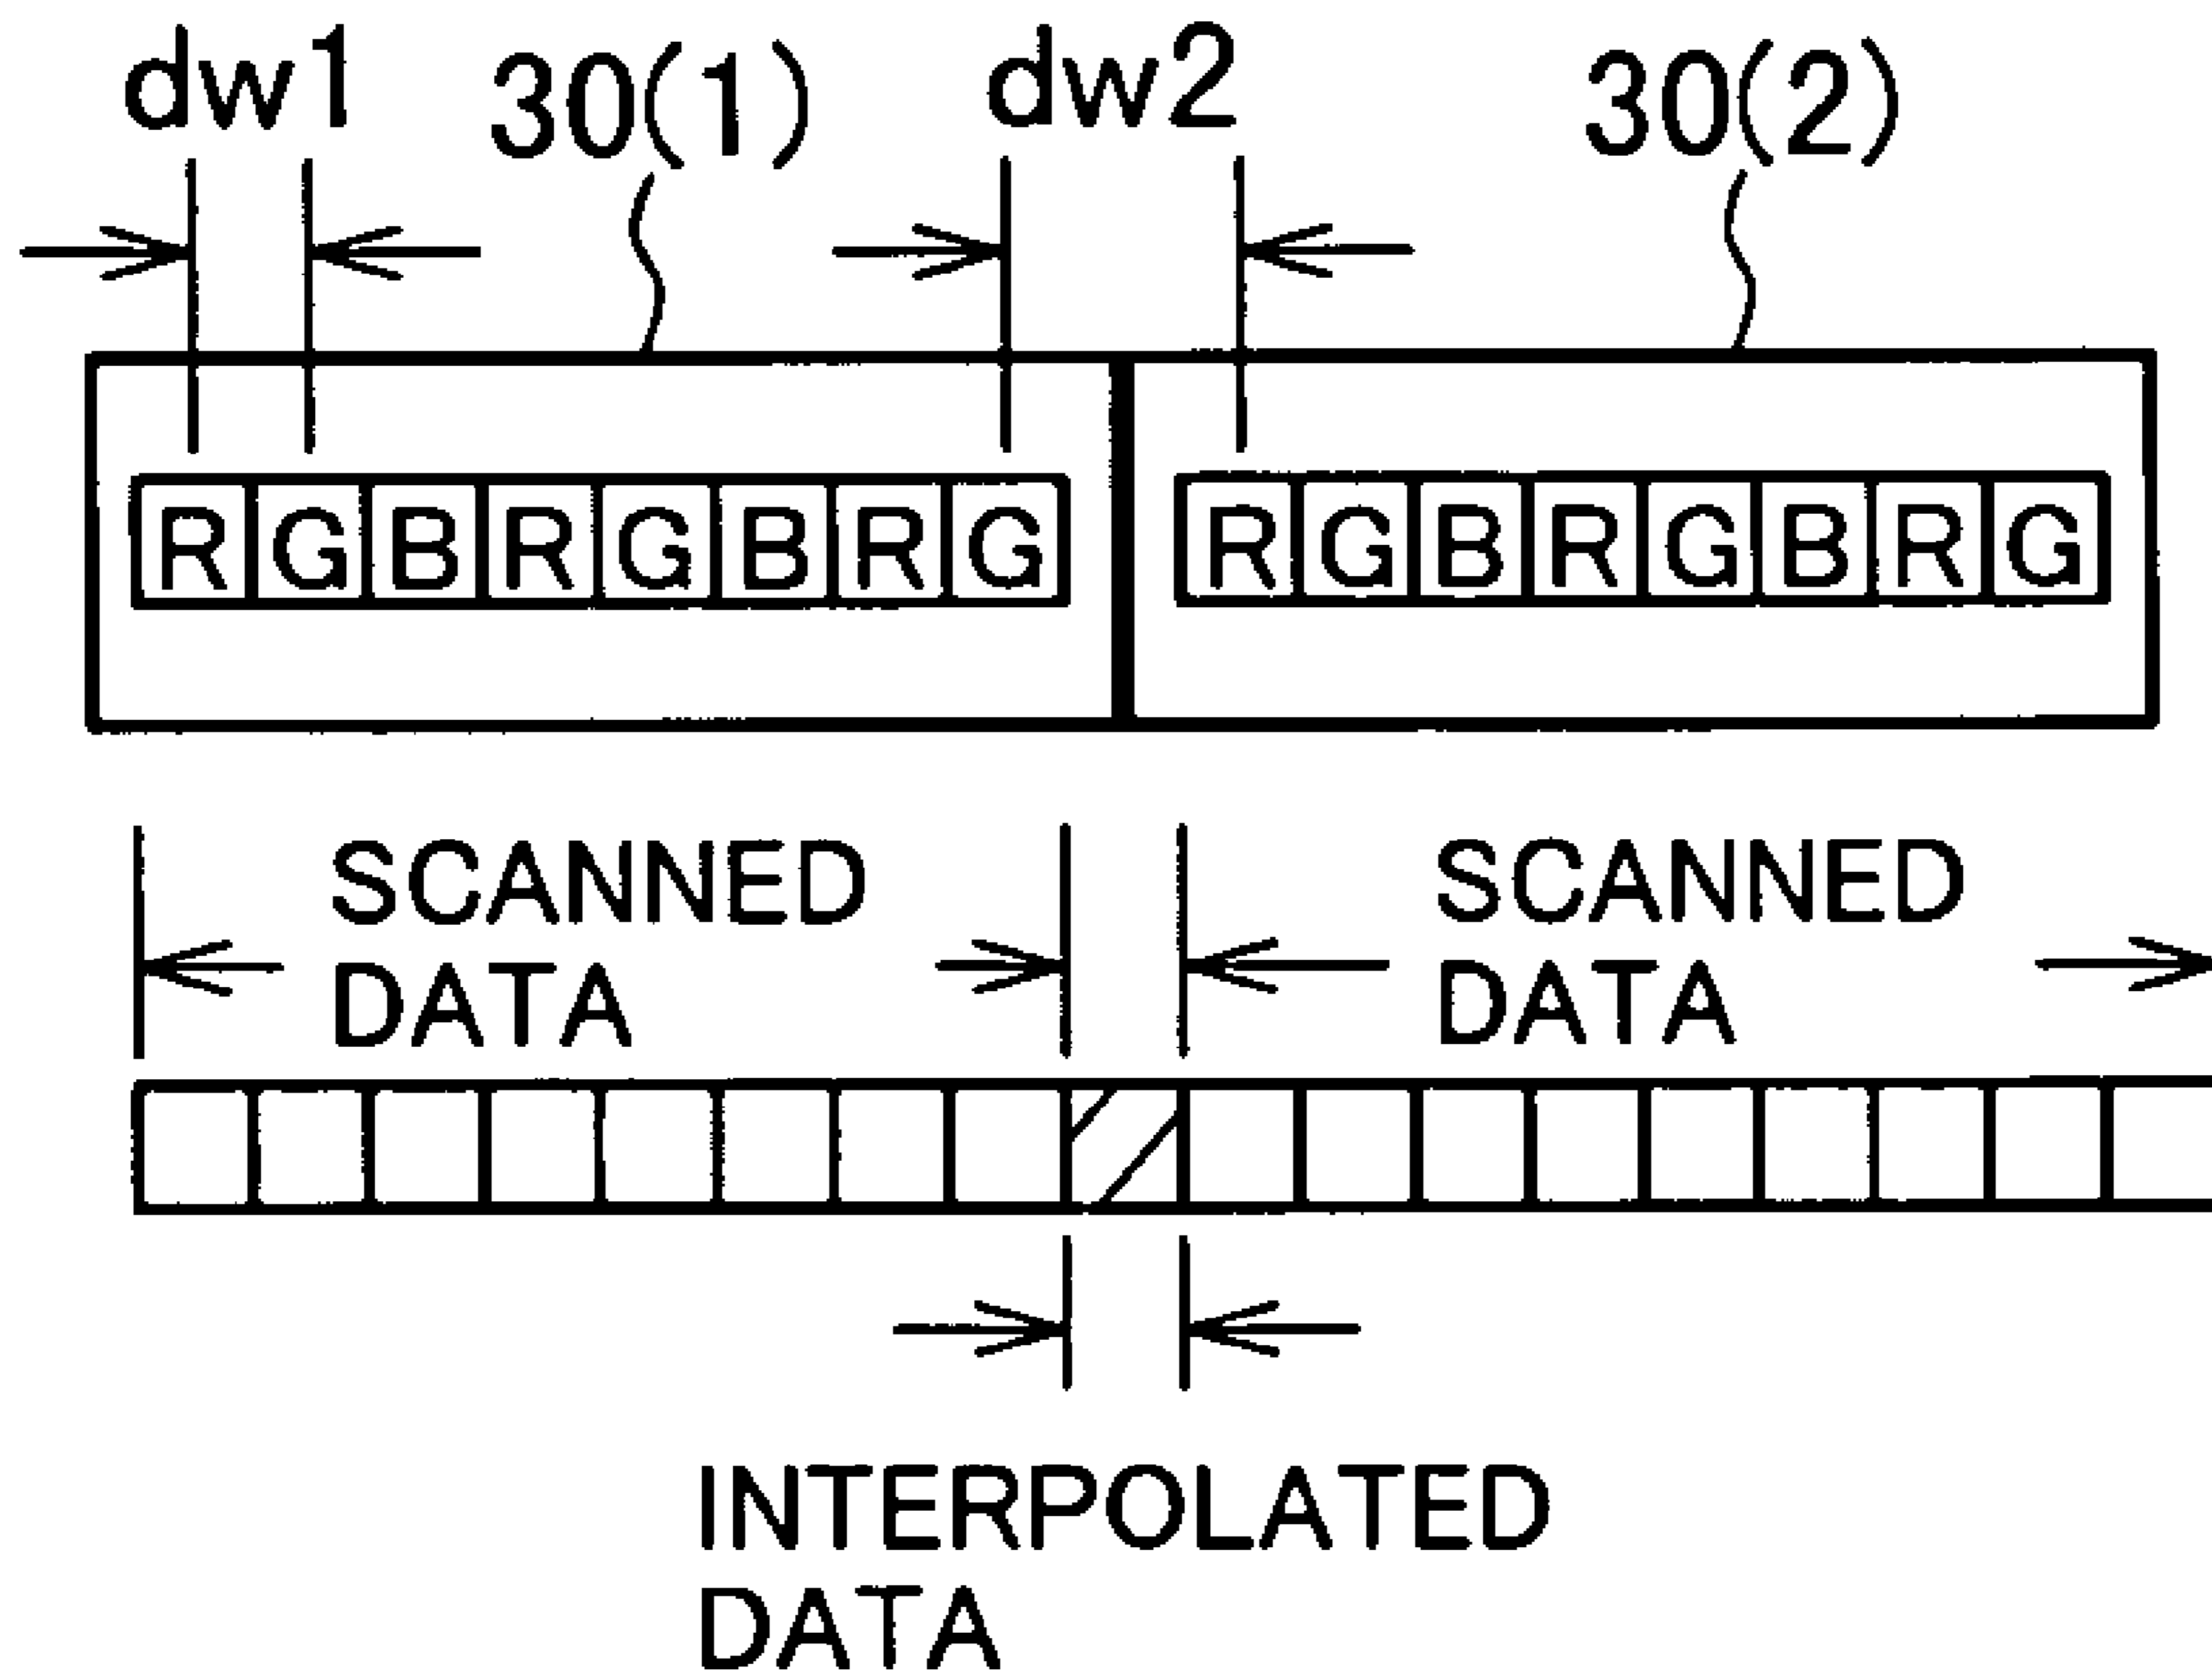 dw1 30(1) dw2 30(2)
R G B R G B R G R G B R G B R G
SCANNED DATA
SCANNED DATA
INTERPOLATED
DATA